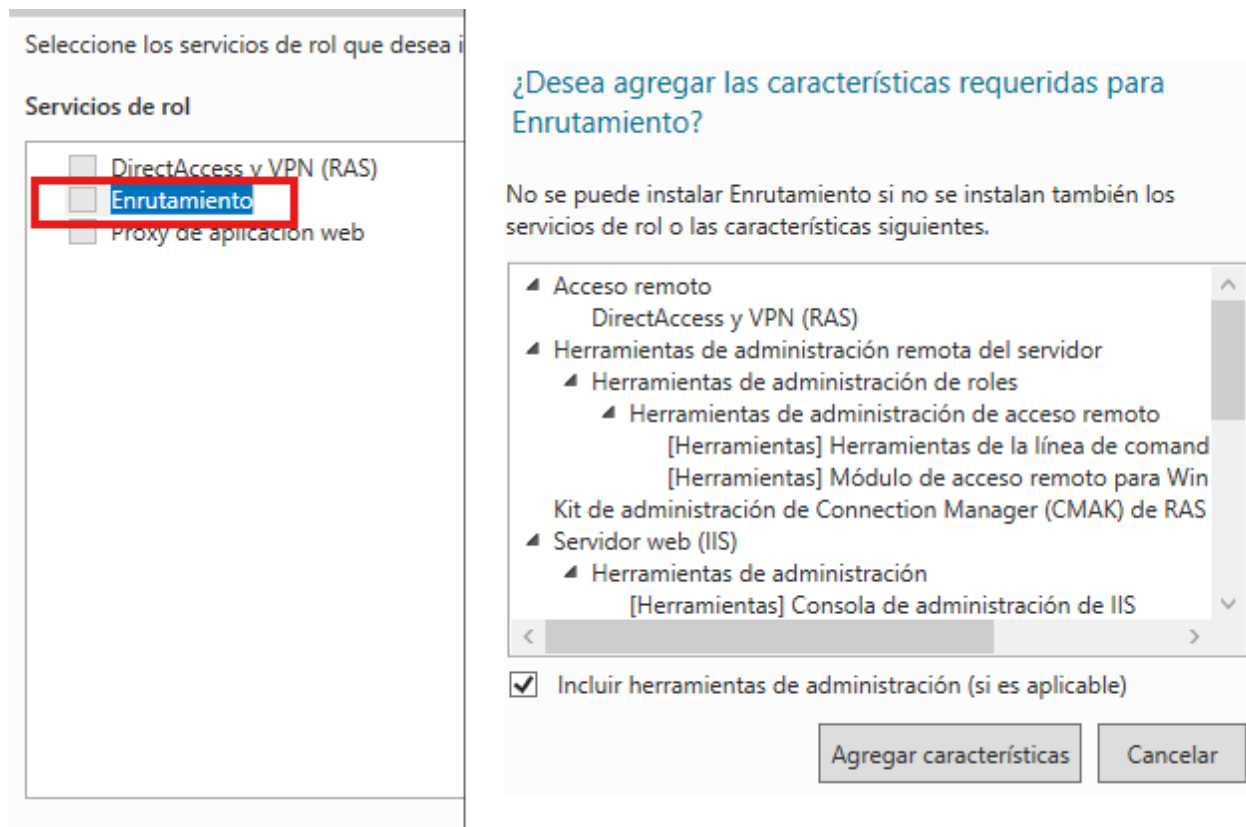 Seleccione los servicios de rol que desea i
Servicios de rol
DirectAccess y VPN (RAS)
Enrutamiento
Proxy de aplicación web
¿Desea agregar las características requeridas para
Enrutamiento?
No se puede instalar Enrutamiento si no se instalan también los
servicios de rol o las características siguientes.
Acceso remoto
DirectAccess y VPN (RAS)
Herramientas de administración remota del servidor
Herramientas de administración de roles
Herramientas de administración de acceso remoto
[Herramientas] Herramientas de la línea de comand
[Herramientas] Módulo de acceso remoto para Win
Kit de administración de Connection Manager (CMAK) de RAS
Servidor web (IIS)
Herramientas de administración
[Herramientas] Consola de administración de IIS
Incluir herramientas de administración (si es aplicable)
Agregar características
Cancelar